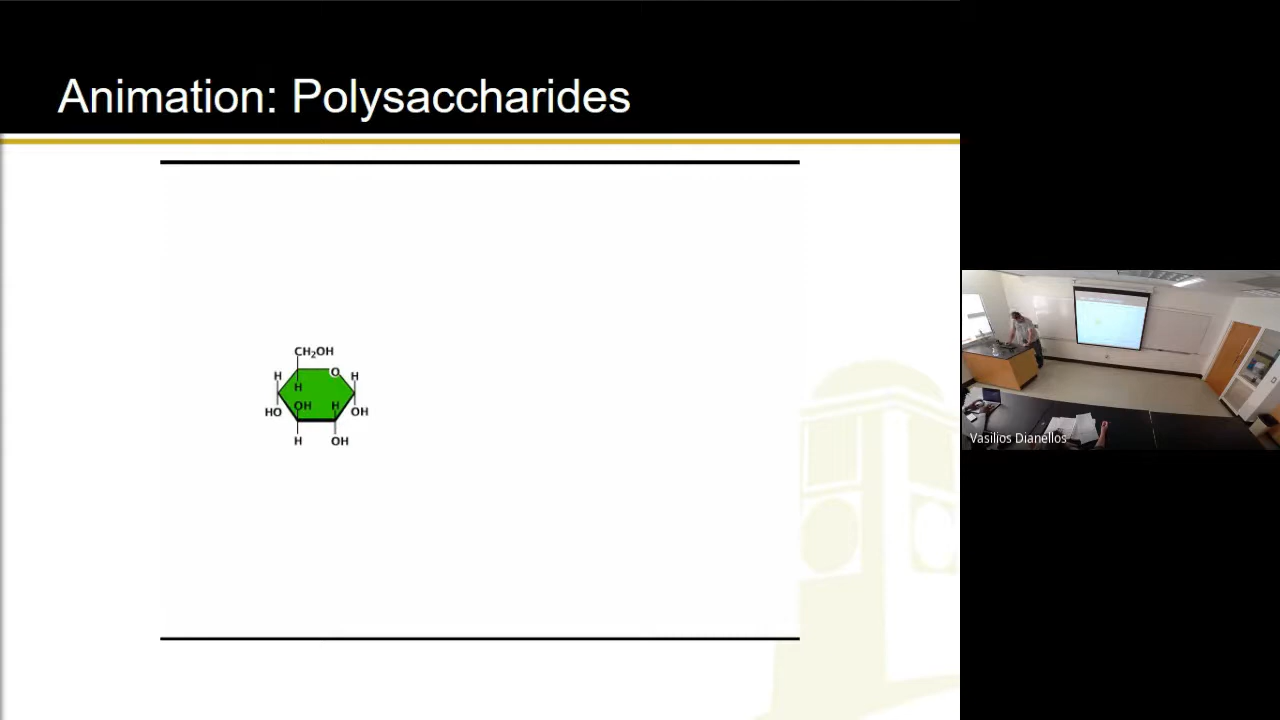 Animation: Polysaccharides
CH₂OH
H
O
H
H
HO
OH
H
OH
H
OH
Vasilios Dianellos